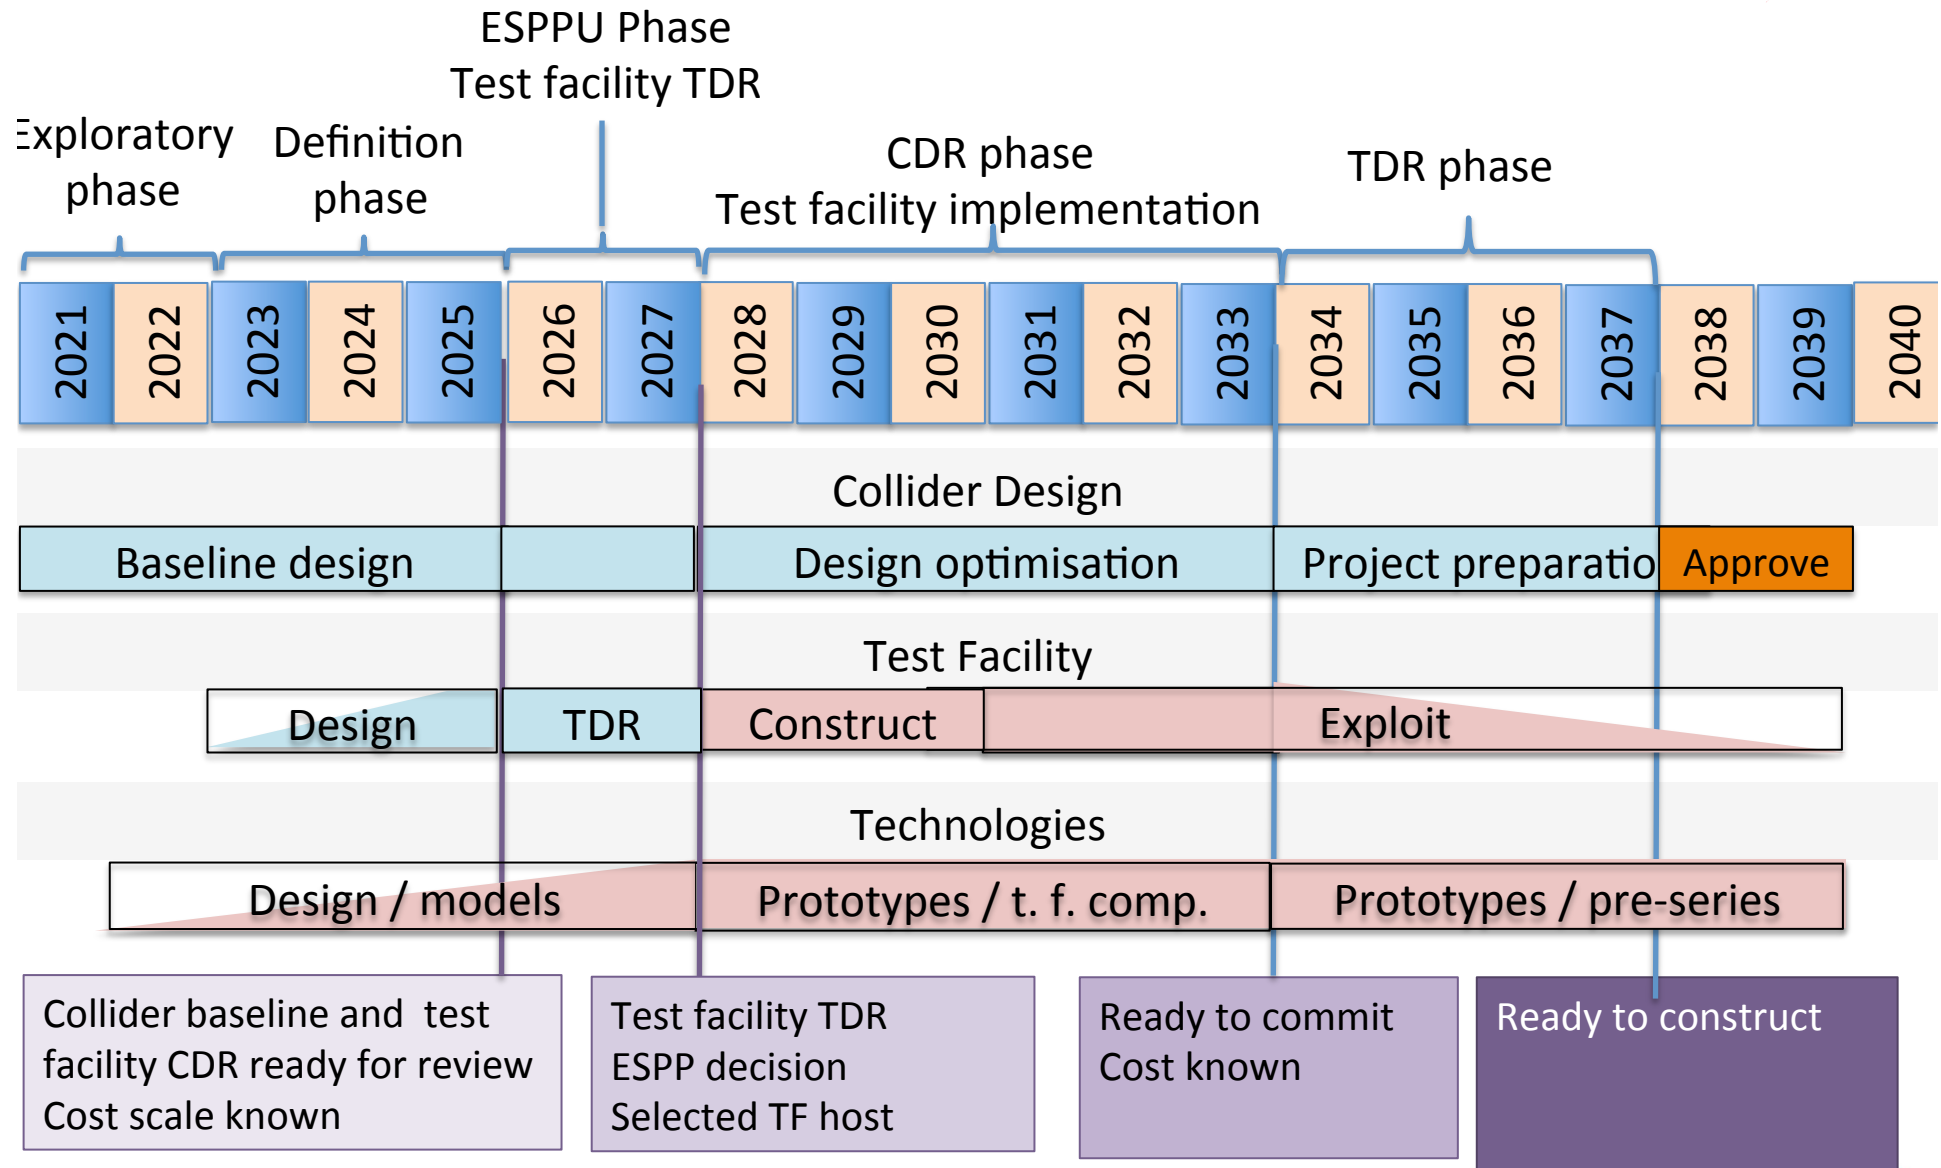 ESPPU Phase
Test facility TDR
Exploratory
phase
Definition
phase
CDR phase
Test facility implementation
TDR phase
2021 2022 2023 2024 2025 2026 2027 2028 2029 2030 2031 2032 2033 2034 2035 2036 2037 2038 2039 2040
Collider Design
Baseline design Design optimisation Project preparatio Approve
Test Facility
Design TDR Construct Exploit
Technologies
Design / models Prototypes / t. f. comp. Prototypes / pre-series
Collider baseline and test
facility CDR ready for review
Cost scale known
Test facility TDR
ESPP decision
Selected TF host
Ready to commit
Cost known
Ready to construct